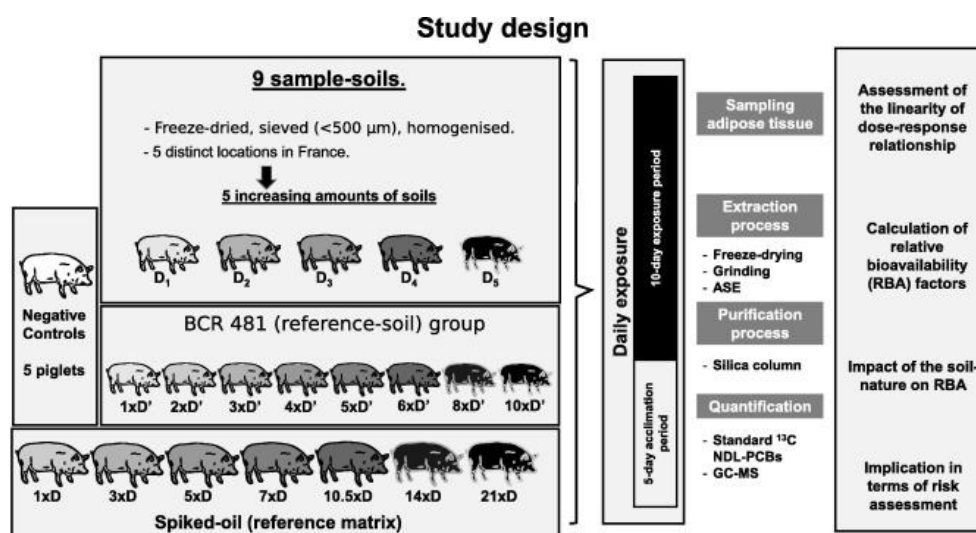 Study design
9 sample-soils.
- Freeze-dried, sieved (<500 µm), homogenised.
- 5 distinct locations in France.
5 increasing amounts of soils
D₁ D₂ D₃ D₄ D₅
Negative
Controls
5 piglets
BCR 481 (reference-soil) group
1xD' 2xD' 3xD' 4xD' 5xD' 6xD' 8xD' 10xD'
1xD 3xD 5xD 7xD 10.5xD 14xD 21xD
Spiked-oil (reference matrix)
Daily exposure
10-day exposure period
5-day acclimation
period
Sampling
adipose tissue
Extraction
process
- Freeze-drying
- Grinding
- ASE
Purification
process
- Silica column
Quantification
- Standard ¹³C
NDL-PCBs
- GC-MS
Assessment of
the linearity of
dose-response
relationship
Calculation of
relative
bioavailability
(RBA) factors
Impact of the soil-
nature on RBA
Implication in
terms of risk
assessment